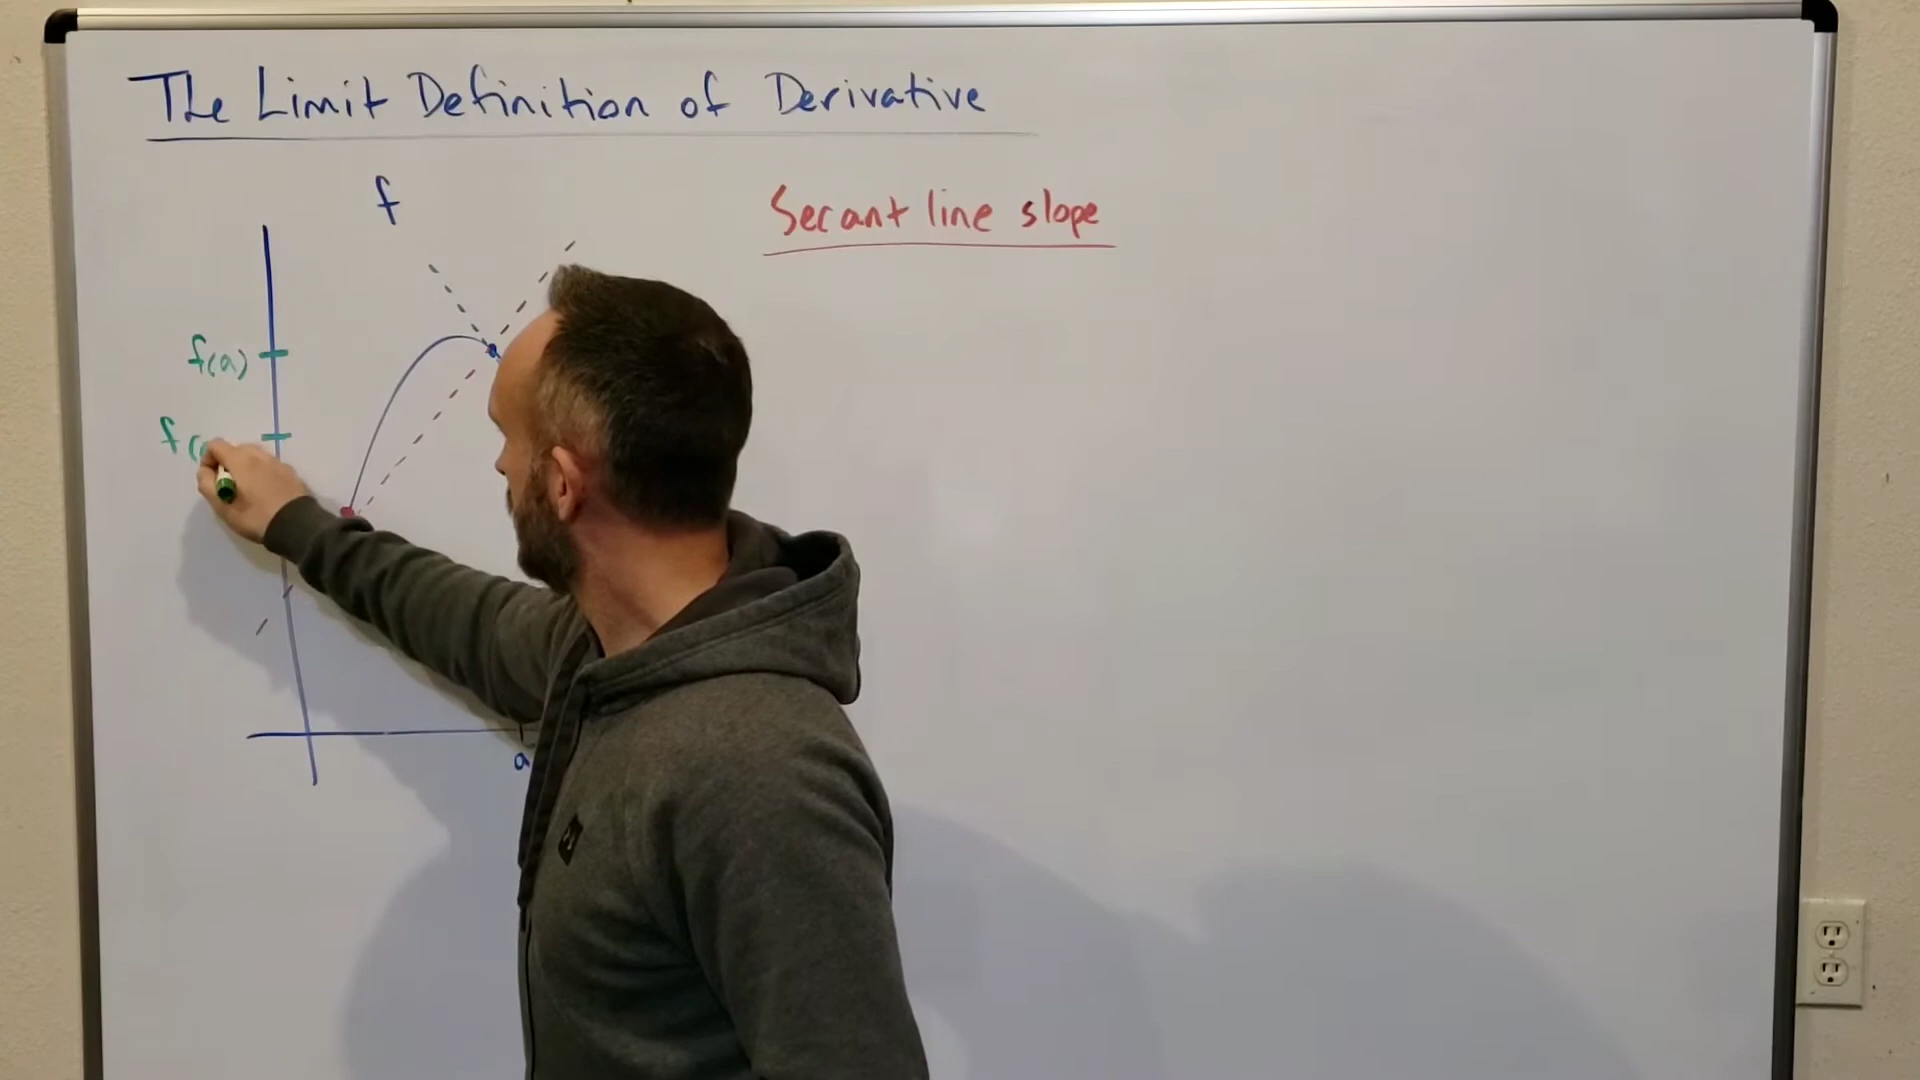 The Limit Definition of Derivative
f
Secant line slope
f(a)
f(
a